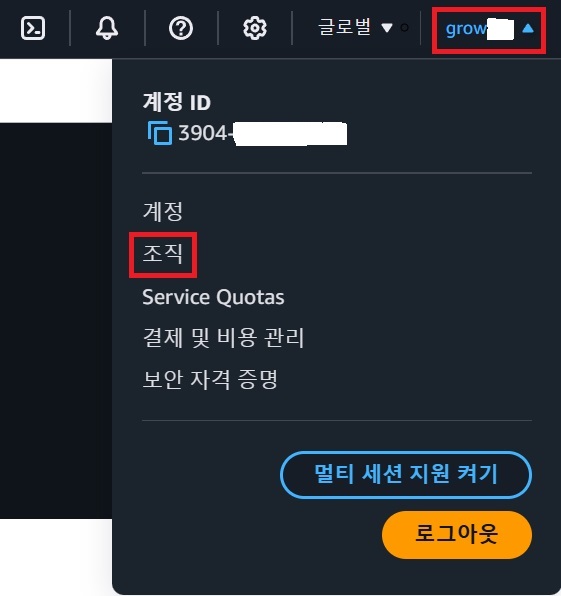 글로벌
grow
계정 ID
3904-
계정
조직
Service Quotas
결제 및 비용 관리
보안 자격 증명
멀티 세션 지원 켜기
로그아웃